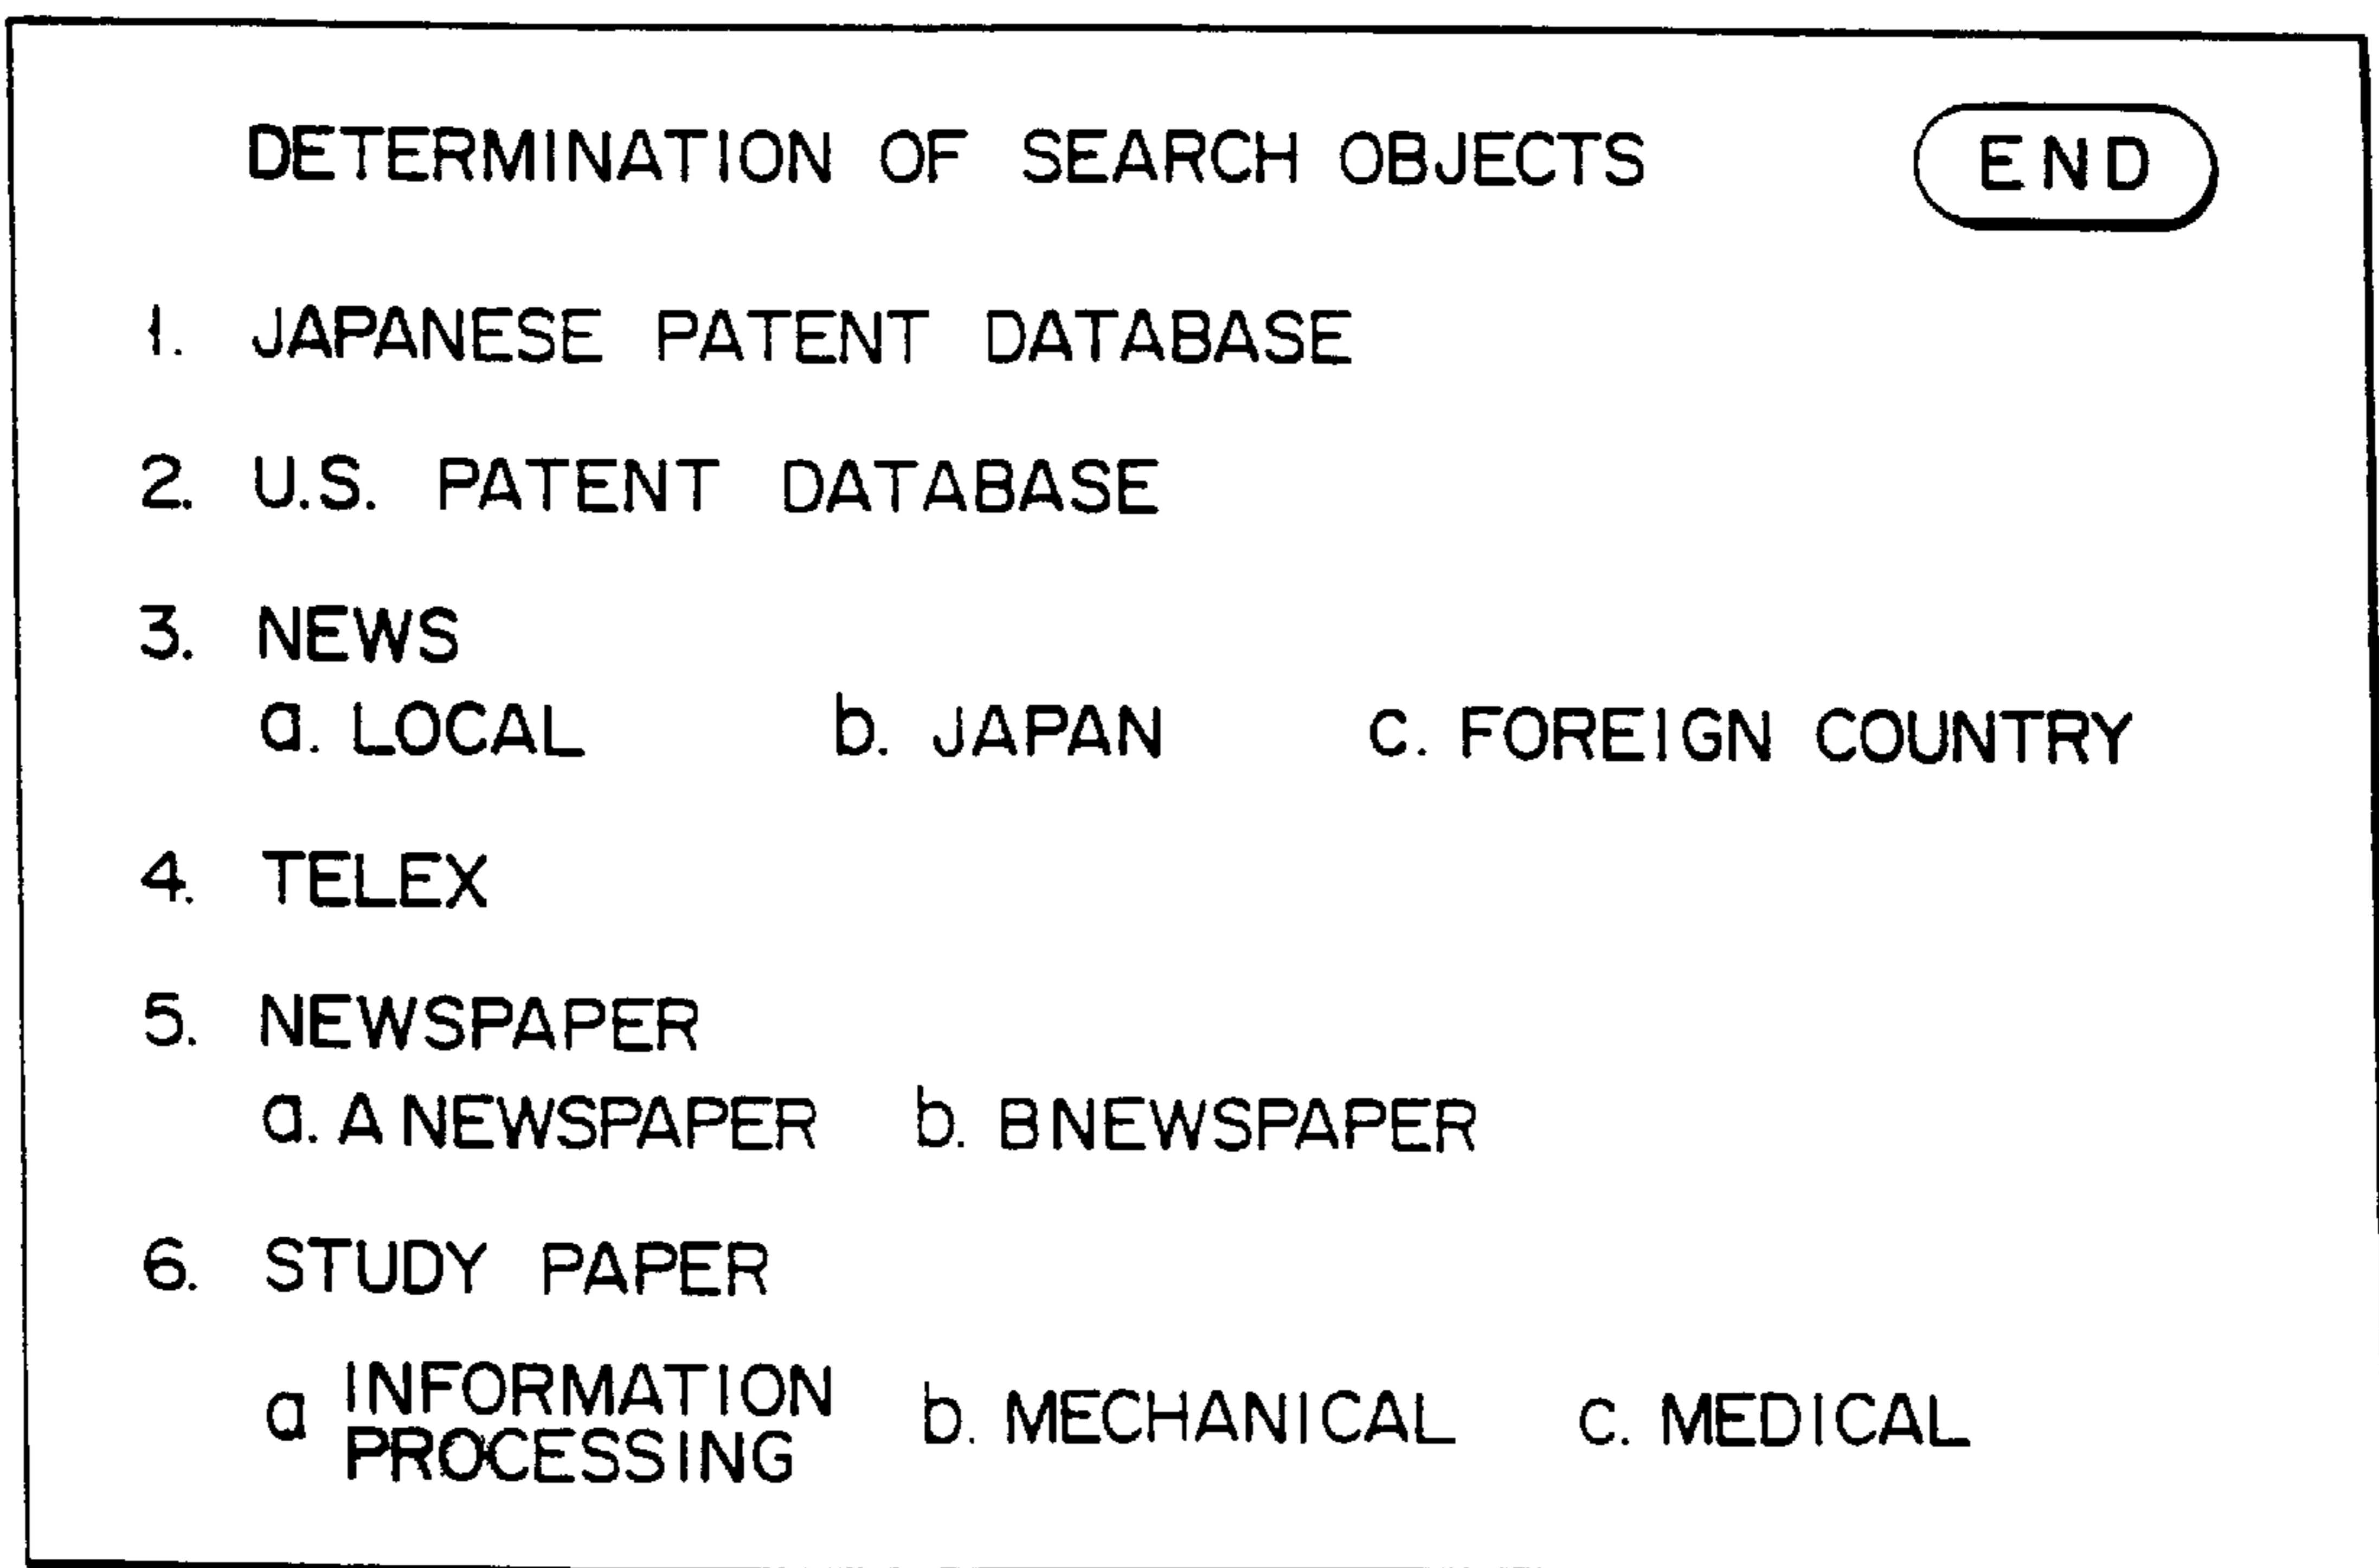 DETERMINATION OF SEARCH OBJECTS END
1. JAPANESE PATENT DATABASE
2. U.S. PATENT DATABASE
3. NEWS
a. LOCAL b. JAPAN c. FOREIGN COUNTRY
4. TELEX
5. NEWSPAPER
a. A NEWSPAPER b. BNEWSPAPER
6. STUDY PAPER
a INFORMATION PROCESSING b. MECHANICAL c. MEDICAL